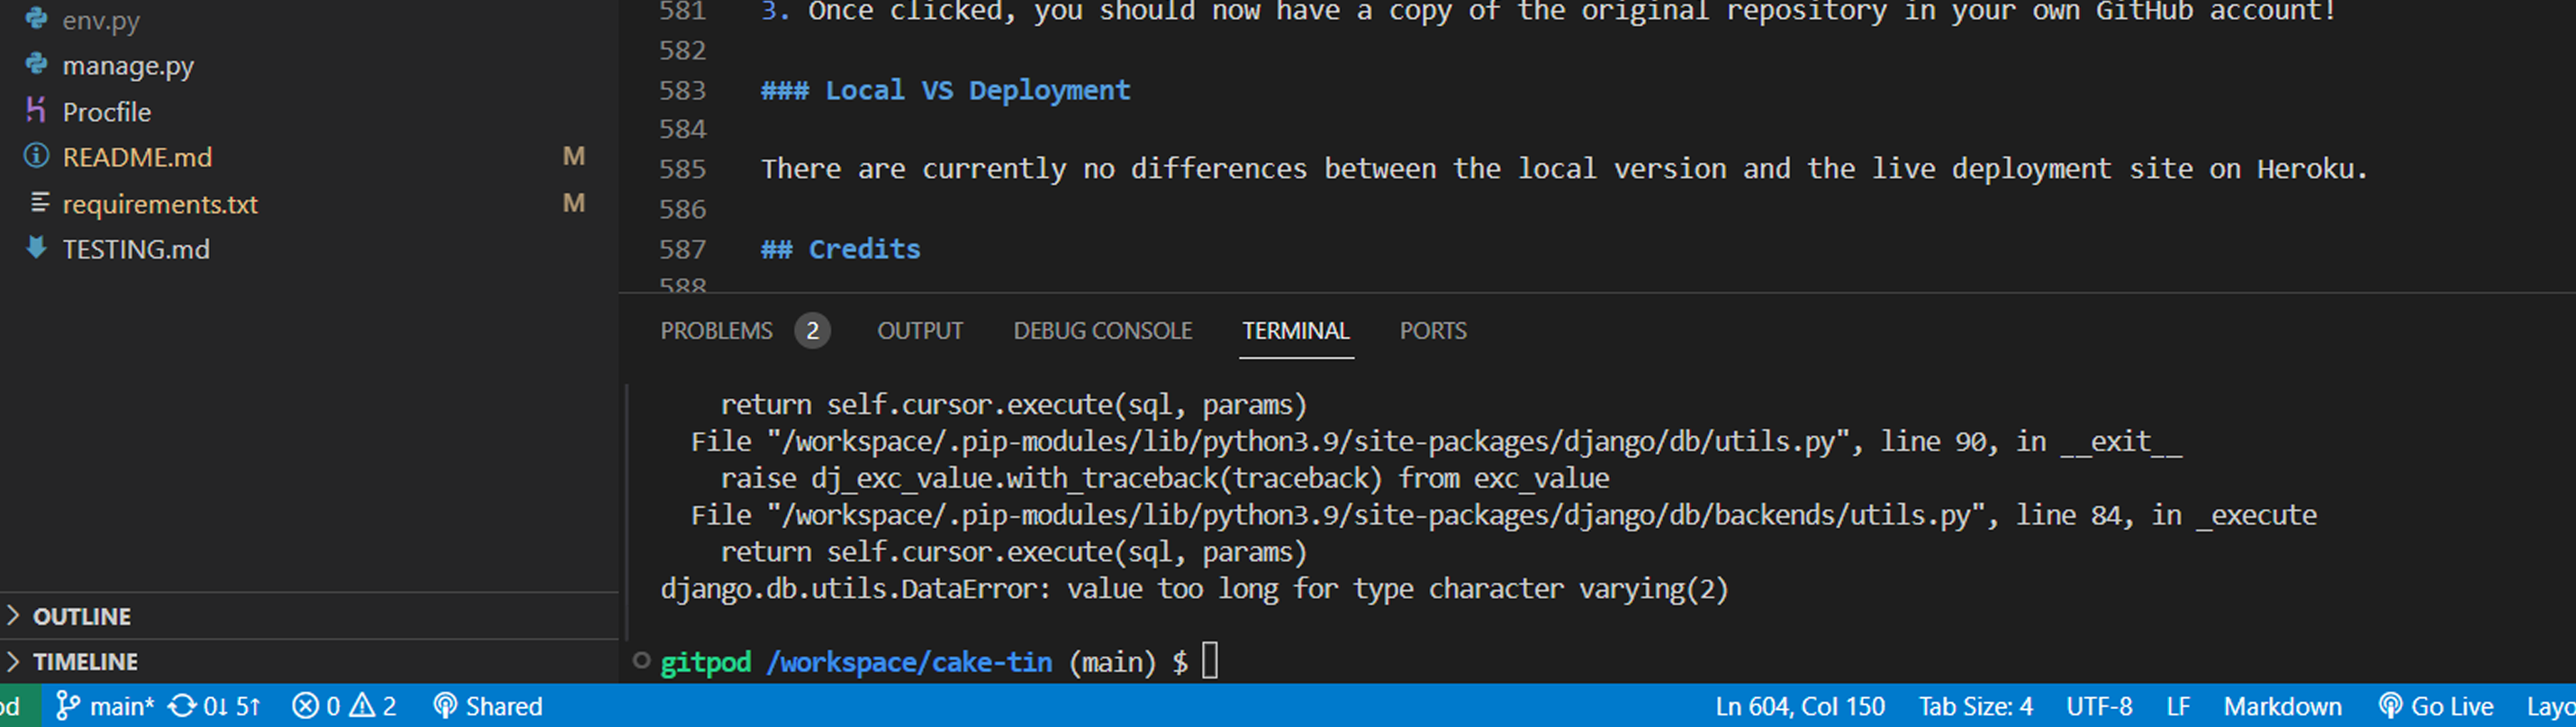 env.py
manage.py
Procfile
README.md M
requirements.txt M
TESTING.md
OUTLINE
TIMELINE
581 3. Once clicked, you should now have a copy of the original repository in your own GitHub account!
582
583 ### Local VS Deployment
584
585 There are currently no differences between the local version and the live deployment site on Heroku.
586
587 ## Credits
588
PROBLEMS 2 OUTPUT DEBUG CONSOLE TERMINAL PORTS
return self.cursor.execute(sql, params)
File "/workspace/.pip-modules/lib/python3.9/site-packages/django/db/utils.py", line 90, in __exit__
raise dj_exc_value.with_traceback(traceback) from exc_value
File "/workspace/.pip-modules/lib/python3.9/site-packages/django/db/backends/utils.py", line 84, in _execute
return self.cursor.execute(sql, params)
django.db.utils.DataError: value too long for type character varying(2)
gitpod /workspace/cake-tin (main) $
od main* 0↓ 5↑ 0 2 Shared Ln 604, Col 150 Tab Size: 4 UTF-8 LF Markdown Go Live Layo